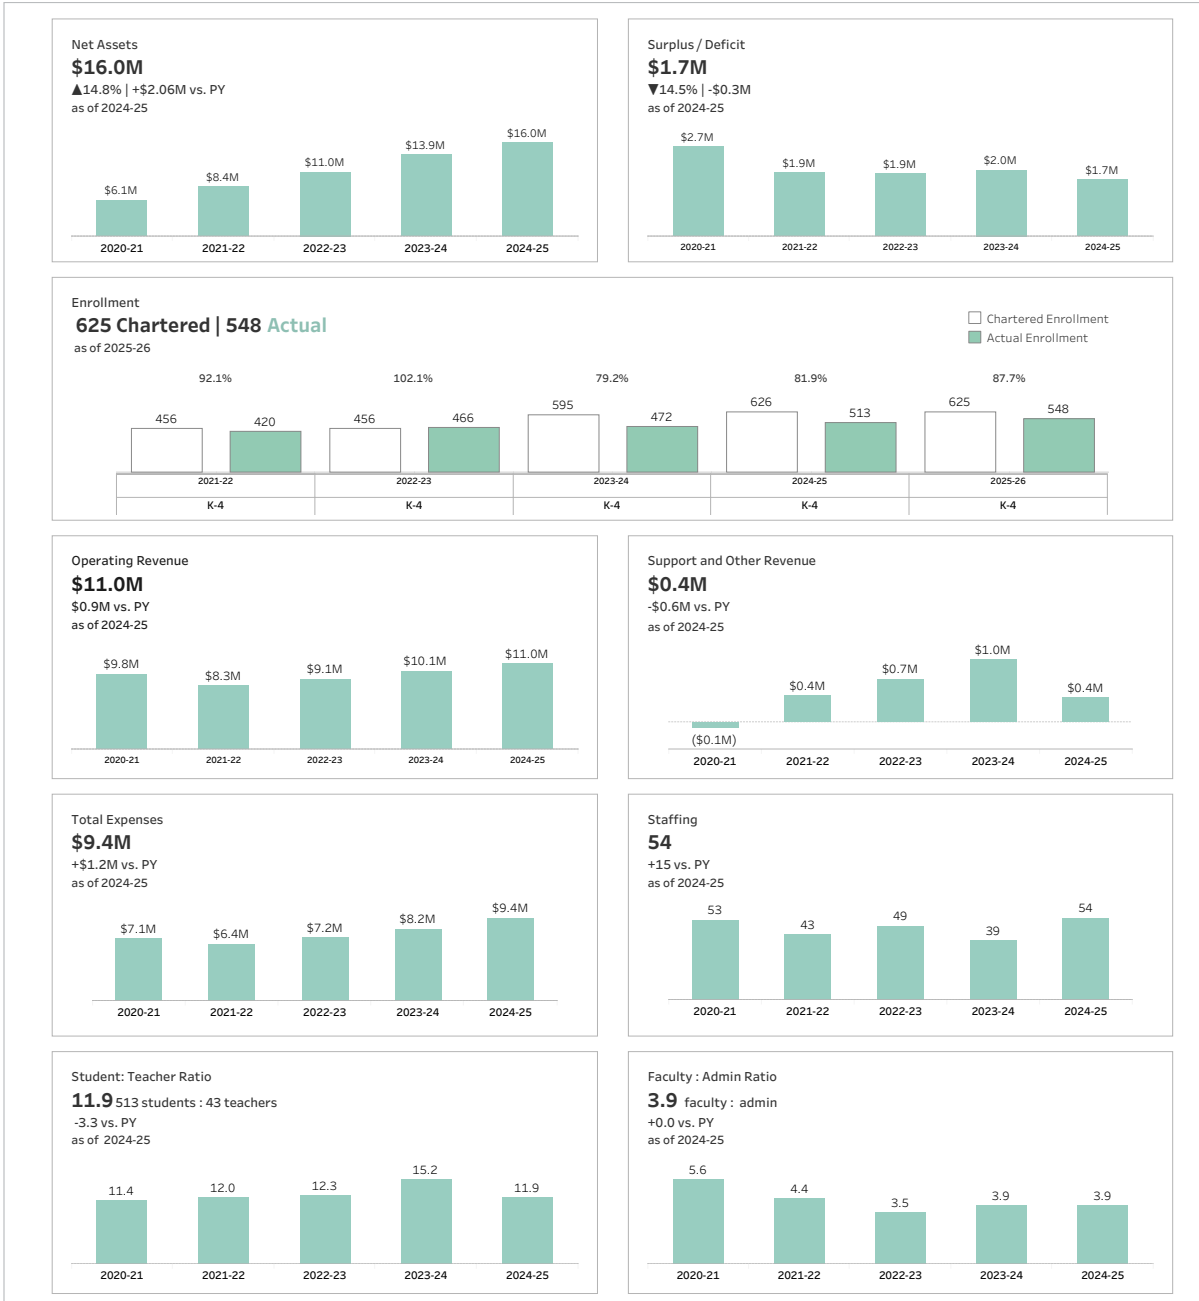 Net Assets
$16.0M
▲14.8% | +$2.06M vs. PY
as of 2024-25
$6.1M $8.4M $11.0M $13.9M $16.0M
2020-21 2021-22 2022-23 2023-24 2024-25
Surplus / Deficit
$1.7M
▼14.5% | -$0.3M
as of 2024-25
$2.7M $1.9M $1.9M $2.0M $1.7M
2020-21 2021-22 2022-23 2023-24 2024-25
Enrollment
625 Chartered | 548 Actual
as of 2025-26
Chartered Enrollment
Actual Enrollment
92.1% 102.1% 79.2% 81.9% 87.7%
456 420 456 466 595 472 626 513 625 548
2021-22 2022-23 2023-24 2024-25 2025-26
K-4 K-4 K-4 K-4 K-4
Operating Revenue
$11.0M
$0.9M vs. PY
as of 2024-25
$9.8M $8.3M $9.1M $10.1M $11.0M
2020-21 2021-22 2022-23 2023-24 2024-25
Support and Other Revenue
$0.4M
-$0.6M vs. PY
as of 2024-25
($0.1M) $0.4M $0.7M $1.0M $0.4M
2020-21 2021-22 2022-23 2023-24 2024-25
Total Expenses
$9.4M
+$1.2M vs. PY
as of 2024-25
$7.1M $6.4M $7.2M $8.2M $9.4M
2020-21 2021-22 2022-23 2023-24 2024-25
Staffing
54
+15 vs. PY
as of 2024-25
53 43 49 39 54
2020-21 2021-22 2022-23 2023-24 2024-25
Student: Teacher Ratio
11.9 513 students : 43 teachers
-3.3 vs. PY
as of 2024-25
11.4 12.0 12.3 15.2 11.9
2020-21 2021-22 2022-23 2023-24 2024-25
Faculty : Admin Ratio
3.9 faculty : admin
+0.0 vs. PY
as of 2024-25
5.6 4.4 3.5 3.9 3.9
2020-21 2021-22 2022-23 2023-24 2024-25